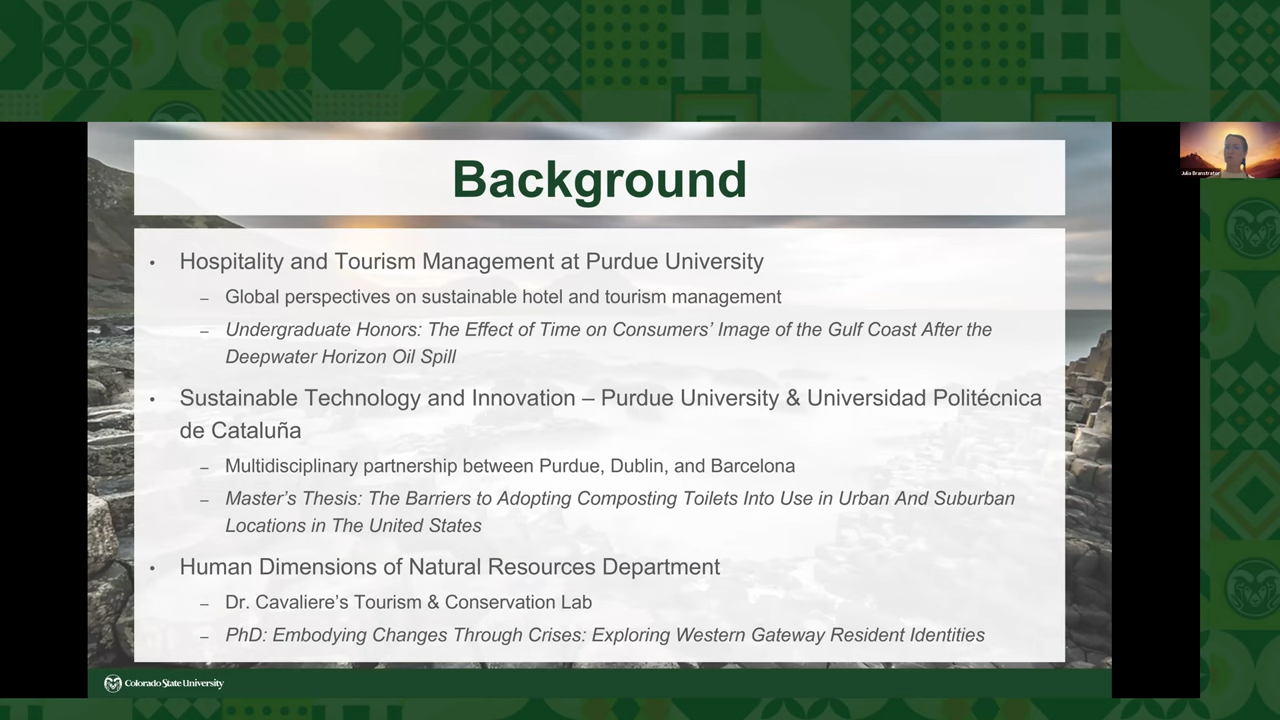 Background
• Hospitality and Tourism Management at Purdue University
– Global perspectives on sustainable hotel and tourism management
– Undergraduate Honors: The Effect of Time on Consumers’ Image of the Gulf Coast After the
Deepwater Horizon Oil Spill
• Sustainable Technology and Innovation – Purdue University & Universidad Politécnica
de Cataluña
– Multidisciplinary partnership between Purdue, Dublin, and Barcelona
– Master’s Thesis: The Barriers to Adopting Composting Toilets Into Use in Urban And Suburban
Locations in The United States
• Human Dimensions of Natural Resources Department
– Dr. Cavaliere’s Tourism & Conservation Lab
– PhD: Embodying Changes Through Crises: Exploring Western Gateway Resident Identities
Colorado State University
Julia Branstrator